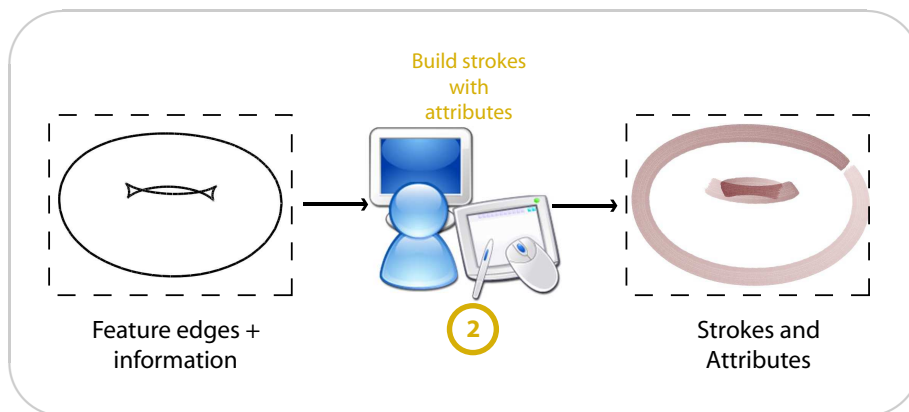 Build strokes
with
attributes
2
Feature edges +
information
Strokes and
Attributes